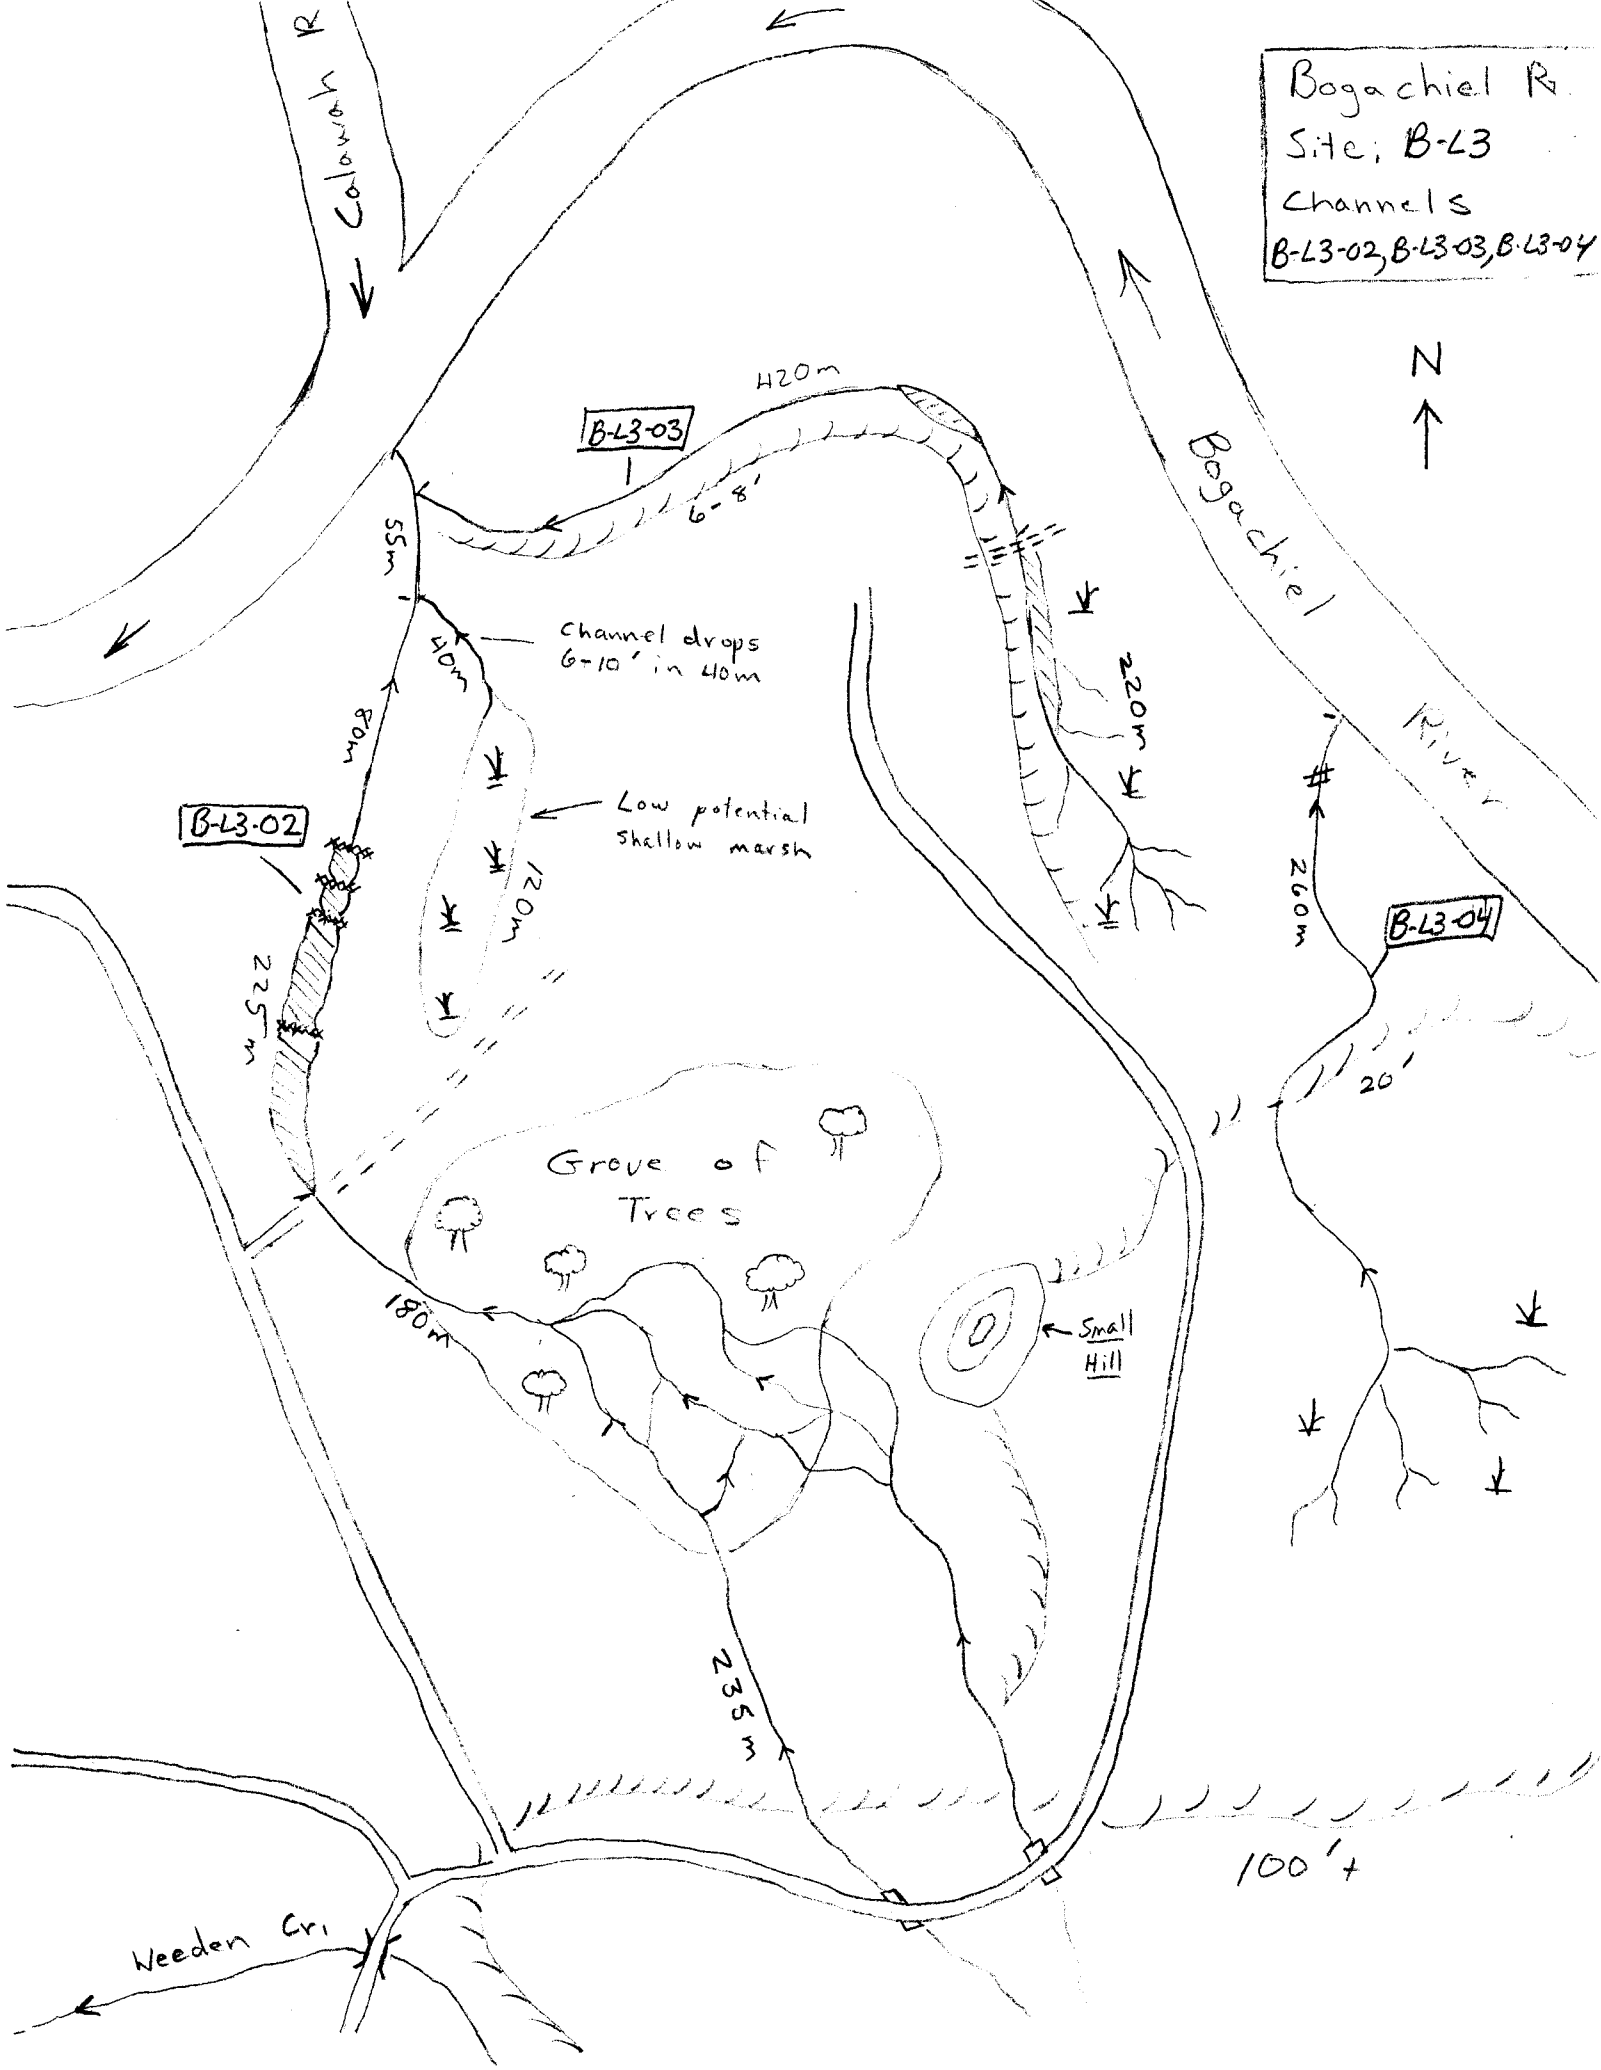 Calawah R
Bogachiel R.
Site: B-L3
Channels
B-L3-02, B-L3-03, B-L3-04
N
420m
B-L3-03
6-8'
Bogachiel
River
55m
Channel drops
6-10' in 40m
40m
220m
80m
B-L3-02
Low potential
shallow marsh
120m
260m
B-L3-04
225m
20'
Grove of
Trees
180m
Small
Hill
235m
100'+
Weeden Cr.